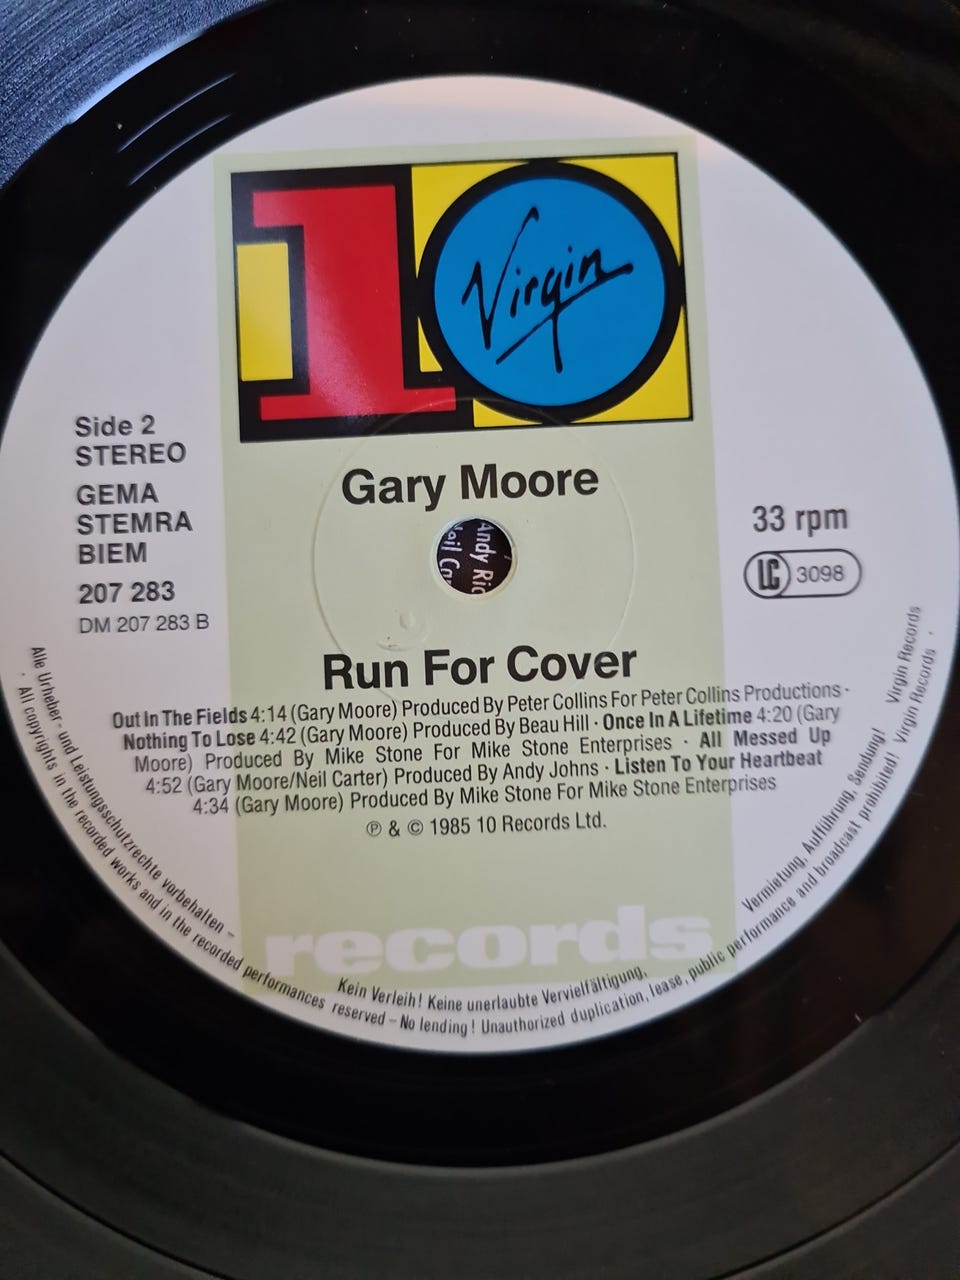 10
Virgin
Side 2
STEREO
GEMA
STEMRA
BIEM
207 283
DM 207 283 B
Gary Moore
33 rpm
LC 3098
Andy Ric
Run For Cover
Out In The Fields 4:14 (Gary Moore) Produced By Peter Collins For Peter Collins Productions ·
Nothing To Lose 4:42 (Gary Moore) Produced By Beau Hill · Once In A Lifetime 4:20 (Gary
Moore) Produced By Mike Stone For Mike Stone Enterprises · All Messed Up
4:52 (Gary Moore/Neil Carter) Produced By Andy Johns · Listen To Your Heartbeat
4:34 (Gary Moore) Produced By Mike Stone For Mike Stone Enterprises
℗ & © 1985 10 Records Ltd.
records
Alle Urheber- und Leistungsschutzrechte vorbehalten – Kein Verleih! Keine unerlaubte Vervielfältigung, Vermietung, Aufführung, Sendung! Virgin Records
· All copyrights in the recorded works and in the recorded performances reserved – No lending! Unauthorized duplication, lease, public performance and broadcast prohibited! Virgin Records ·